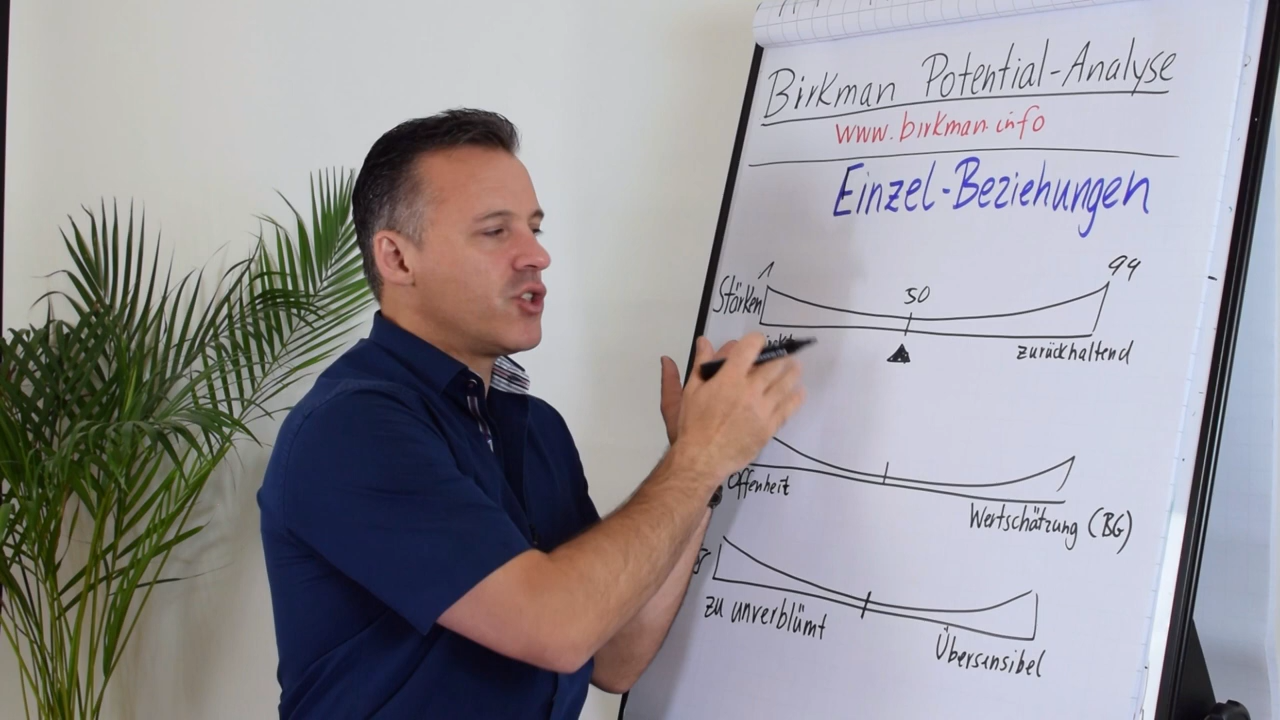 Birkman Potential-Analyse
www.birkman.info
Einzel-Beziehungen
1
99
Stärken
50
zurückhaltend
Offenheit
Wertschätzung (BG)
zu unverblümt
Übersensibel